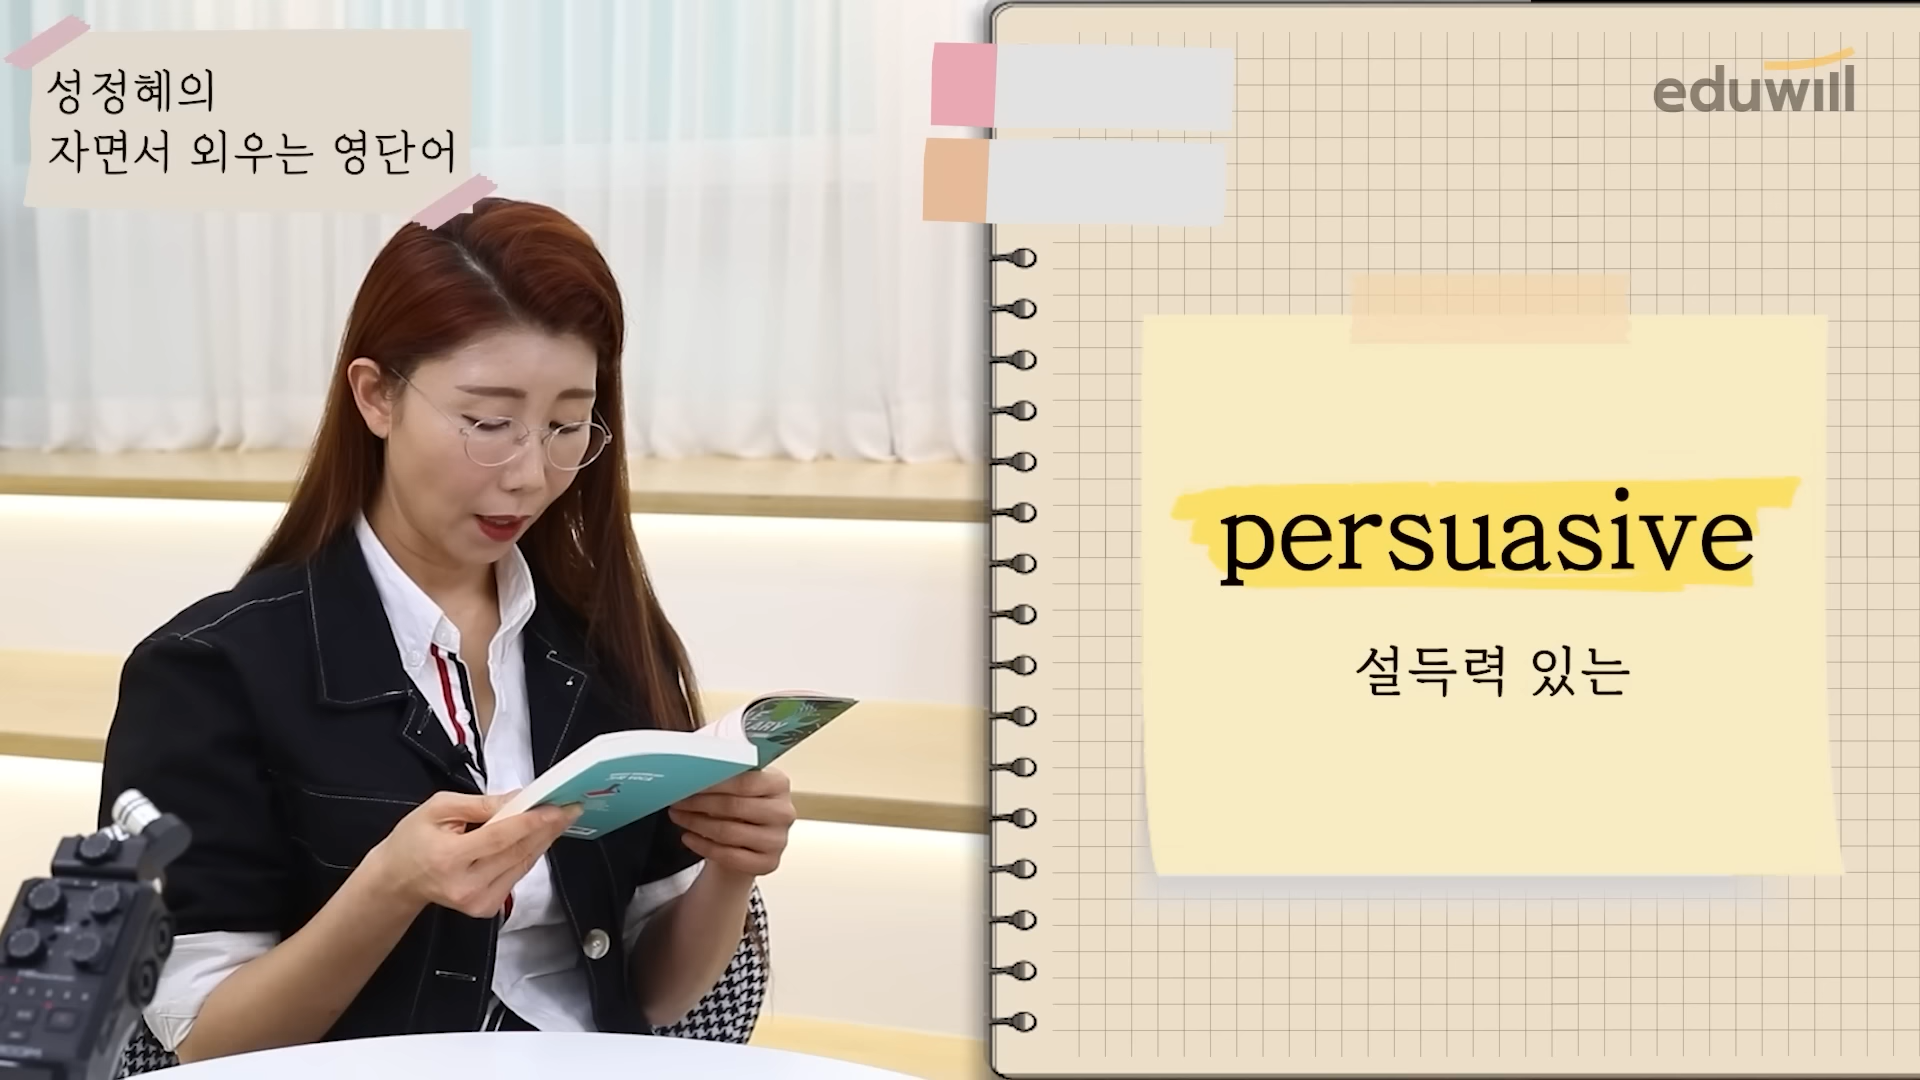 성정혜의
자면서 외우는 영단어
eduwill
persuasive
설득력 있는